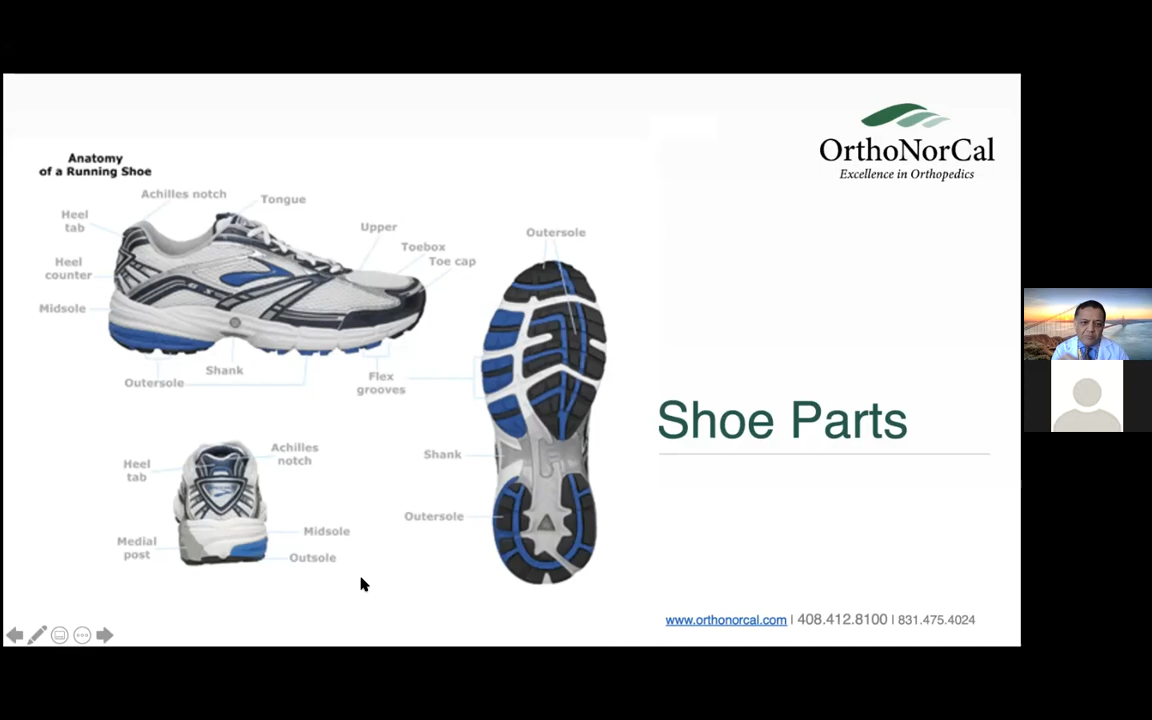 OrthoNorCal
Excellence in Orthopedics
Anatomy
of a Running Shoe
Achilles notch
Tongue
Heel
tab
Upper
Toebox
Toe cap
Heel
counter
Midsole
Shank
Outersole
Flex
grooves
Outersole
Shank
Outersole
Achilles
notch
Heel
tab
Midsole
Medial
post
Outsole
Shoe Parts
www.orthonorcal.com | 408.412.8100 | 831.475.4024